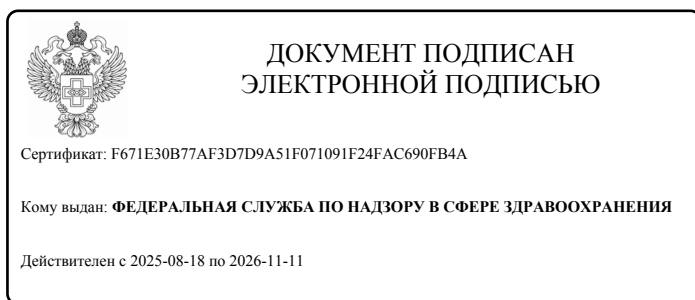 ДОКУМЕНТ ПОДПИСАН
ЭЛЕКТРОННОЙ ПОДПИСЬЮ
Сертификат: F671E30B77AF3D7D9A51F071091F24FAC690FB4A
Кому выдан: ФЕДЕРАЛЬНАЯ СЛУЖБА ПО НАДЗОРУ В СФЕРЕ ЗДРАВООХРАНЕНИЯ
Действителен с 2025-08-18 по 2026-11-11